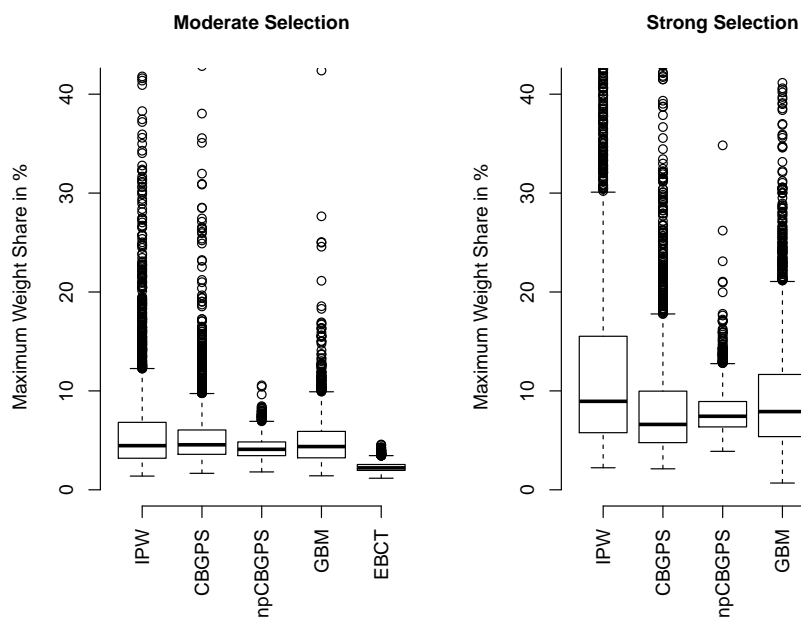 Moderate Selection
Maximum Weight Share in %
40
30
20
10
0
IPW
CBGPS
npCBGPS
GBM
EBCT
Strong Selection
Maximum Weight Share in %
40
30
20
10
0
IPW
CBGPS
npCBGPS
GBM